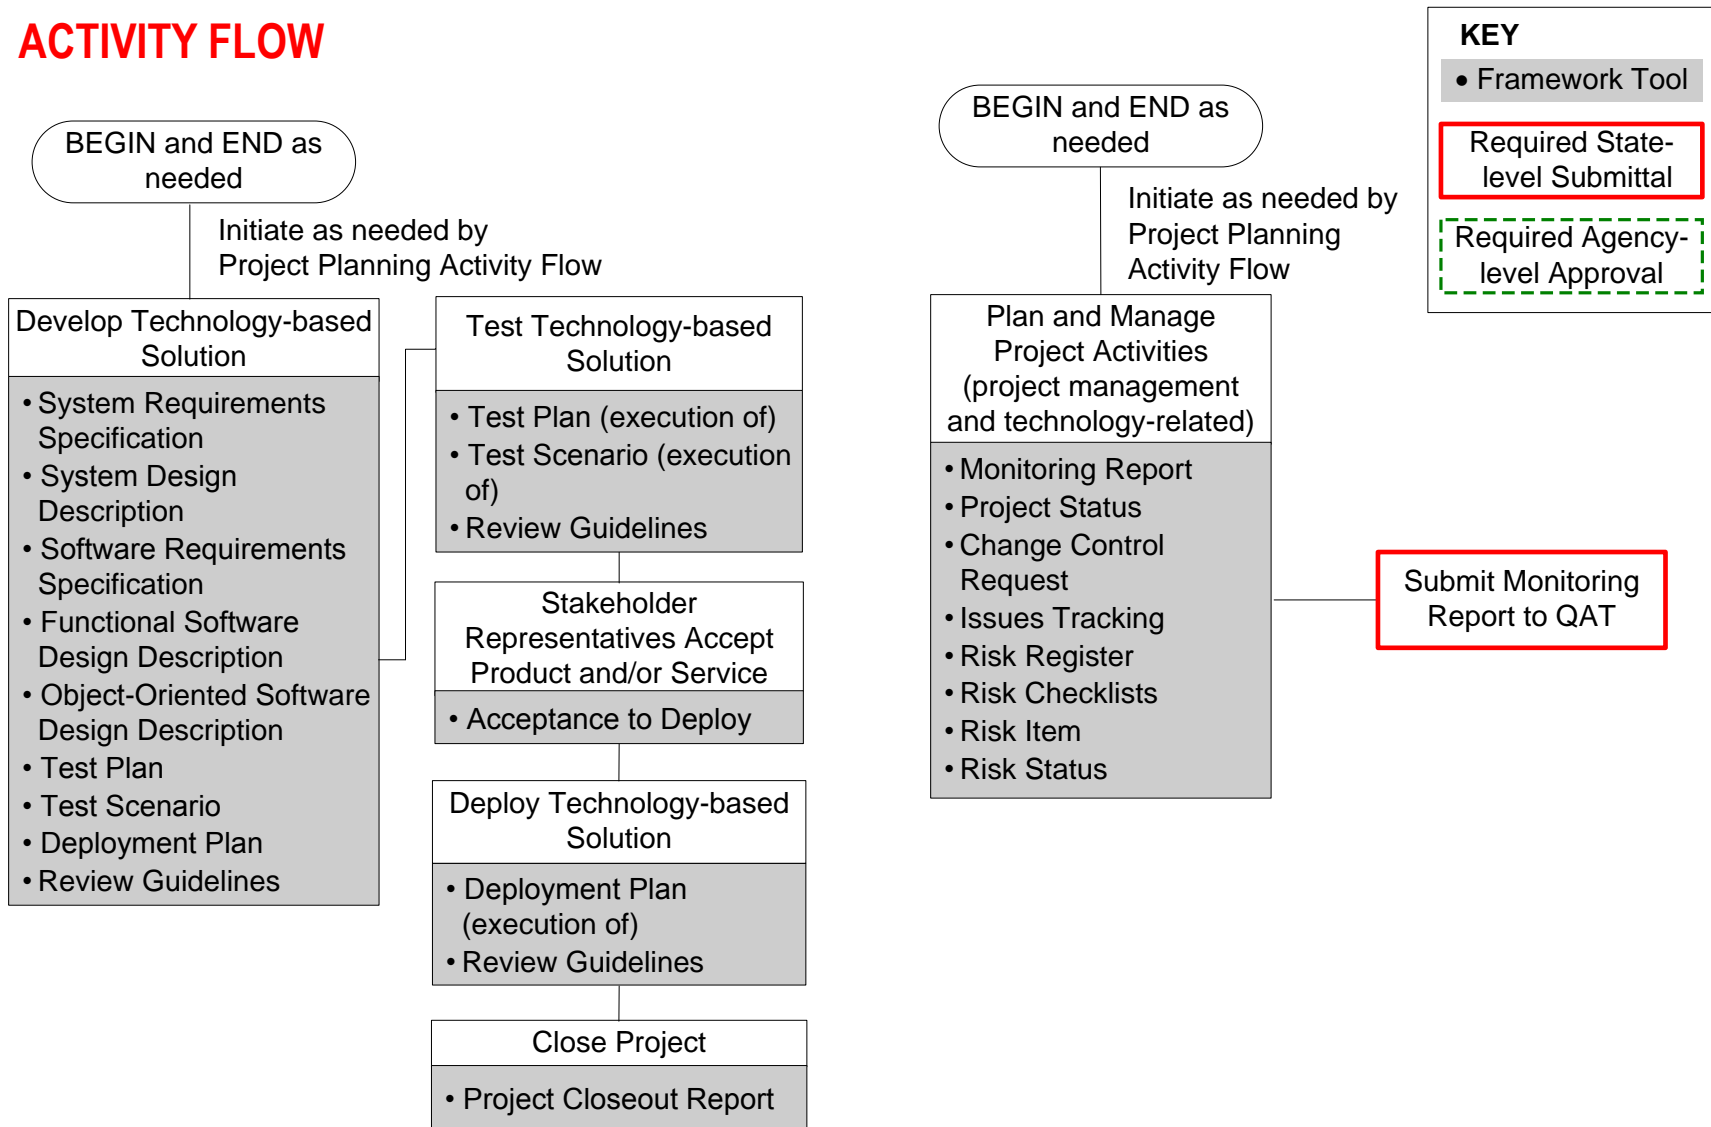 ACTIVITY FLOW
BEGIN and END as
needed
Initiate as needed by
Project Planning Activity Flow
Develop Technology-based
Solution
• System Requirements
Specification
• System Design
Description
• Software Requirements
Specification
• Functional Software
Design Description
• Object-Oriented Software
Design Description
• Test Plan
• Test Scenario
• Deployment Plan
• Review Guidelines
Test Technology-based
Solution
• Test Plan (execution of)
• Test Scenario (execution
of)
• Review Guidelines
Stakeholder
Representatives Accept
Product and/or Service
• Acceptance to Deploy
Deploy Technology-based
Solution
• Deployment Plan
(execution of)
• Review Guidelines
Close Project
• Project Closeout Report
BEGIN and END as
needed
Initiate as needed by
Project Planning
Activity Flow
Plan and Manage
Project Activities
(project management
and technology-related)
• Monitoring Report
• Project Status
• Change Control
Request
• Issues Tracking
• Risk Register
• Risk Checklists
• Risk Item
• Risk Status
Submit Monitoring
Report to QAT
KEY
• Framework Tool
Required State-
level Submittal
Required Agency-
level Approval